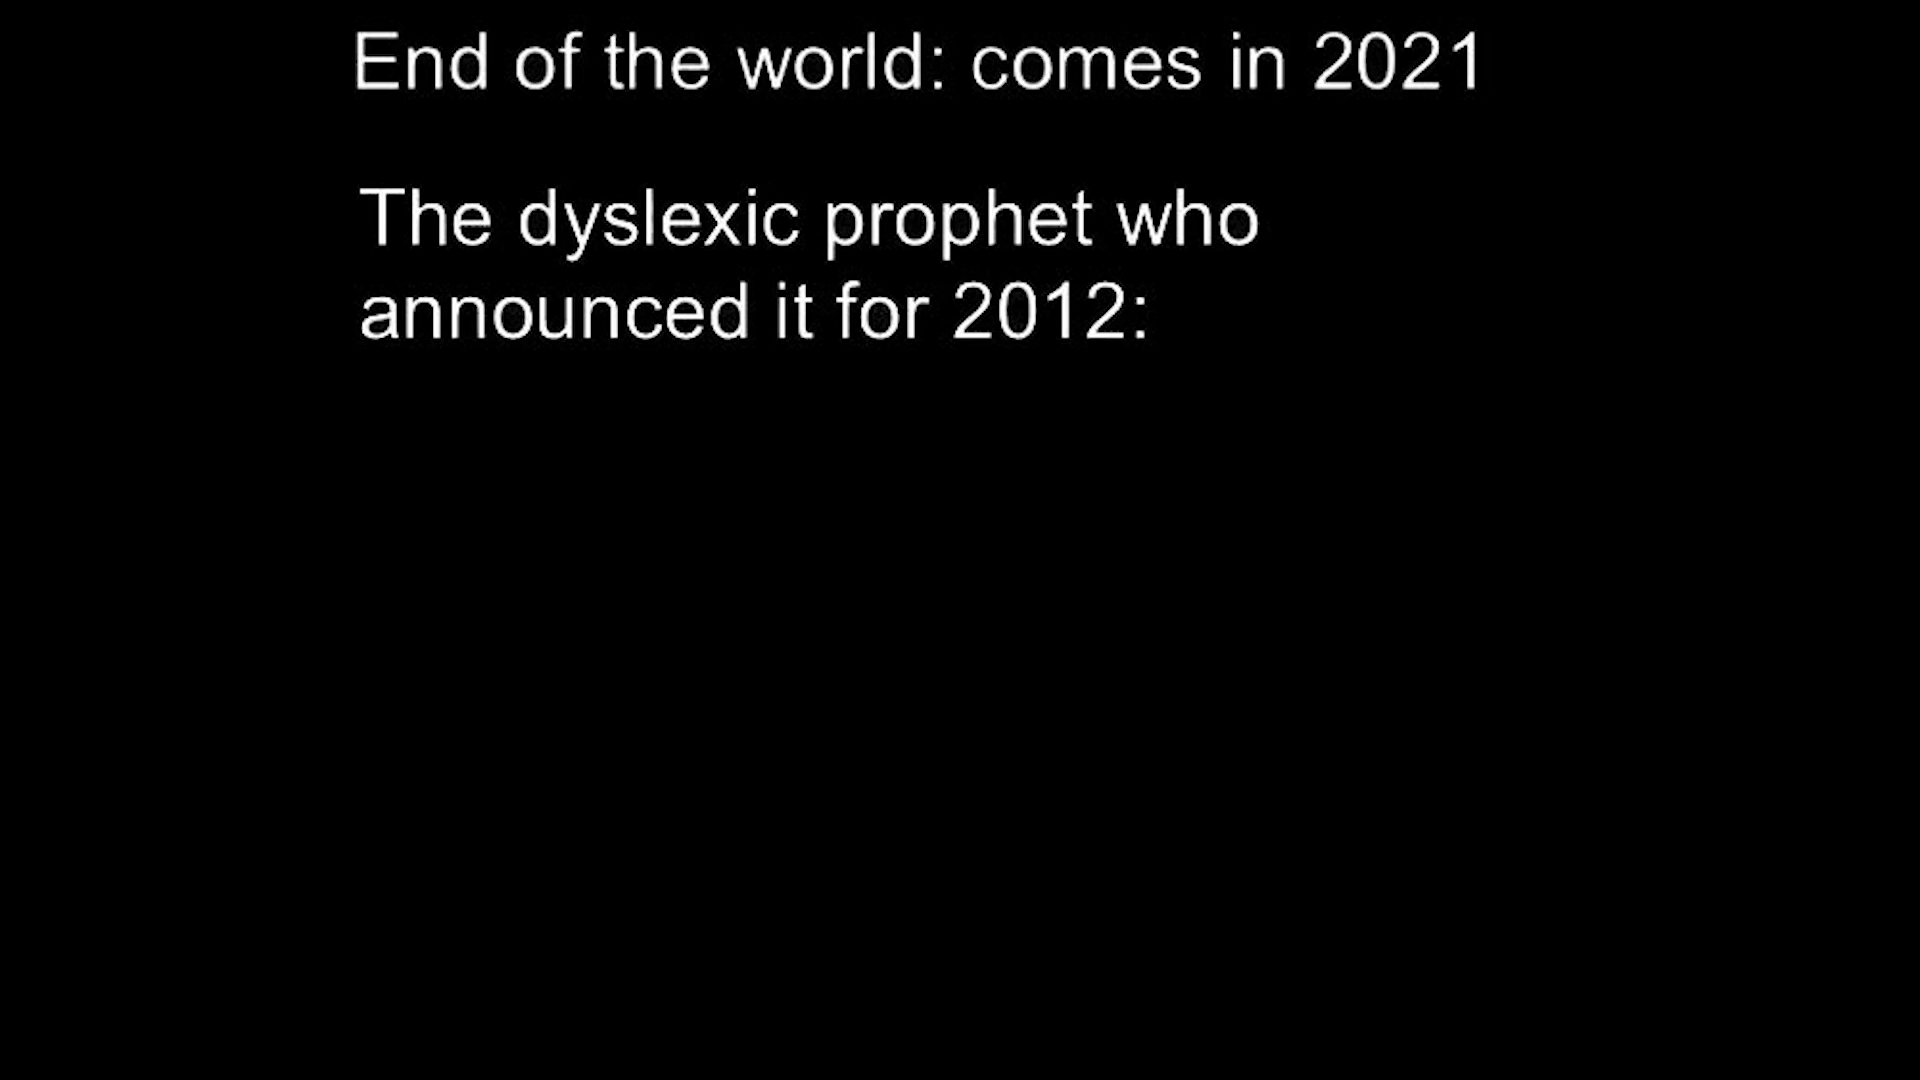 End of the world: comes in 2021
The dyslexic prophet who
announced it for 2012: